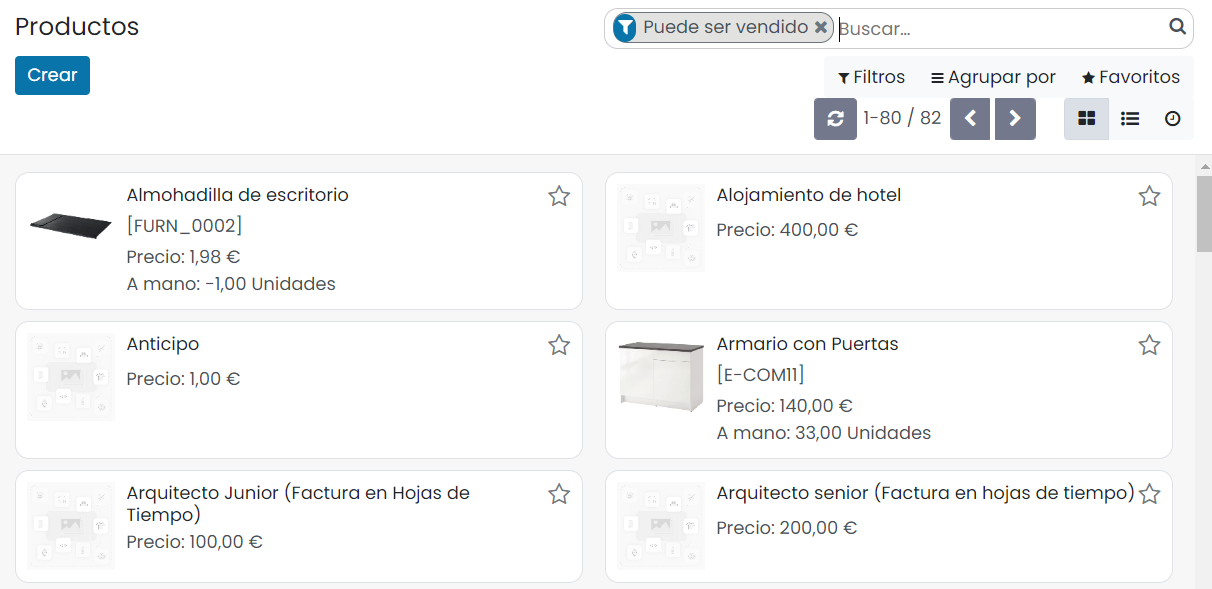 Productos
Puede ser vendido
Buscar...
Crear
Filtros
Agrupar por
Favoritos
1-80 / 82
Almohadilla de escritorio
[FURN_0002]
Precio: 1,98 €
A mano: -1,00 Unidades
Alojamiento de hotel
Precio: 400,00 €
Anticipo
Precio: 1,00 €
Armario con Puertas
[E-COM11]
Precio: 140,00 €
A mano: 33,00 Unidades
Arquitecto Junior (Factura en Hojas de
Tiempo)
Precio: 100,00 €
Arquitecto senior (Factura en hojas de tiempo)
Precio: 200,00 €